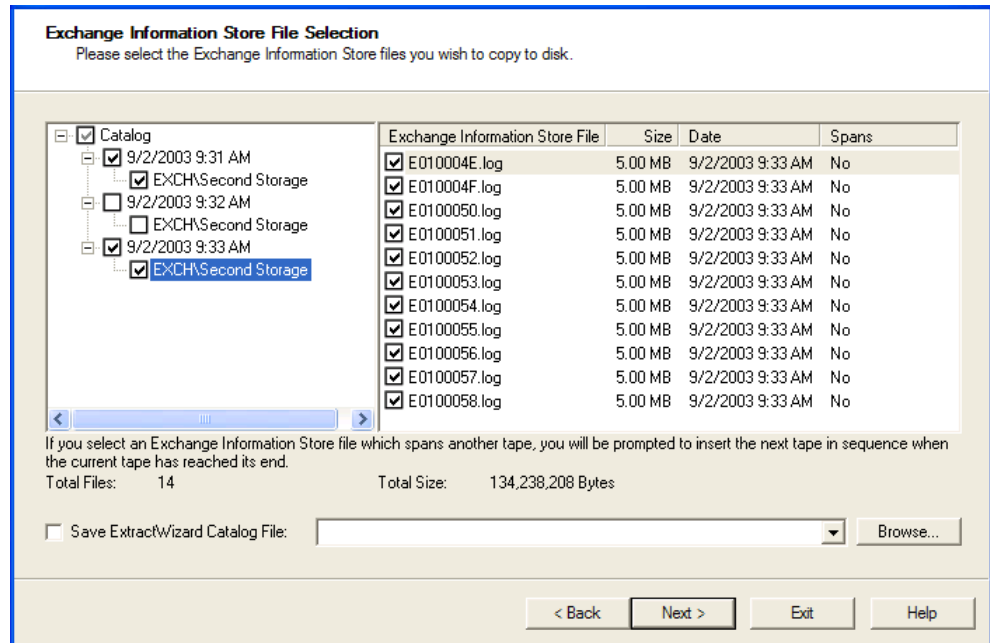 Exchange Information Store File Selection
Please select the Exchange Information Store files you wish to copy to disk.
Catalog
9/2/2003 9:31 AM
EXCH\Second Storage
9/2/2003 9:32 AM
EXCH\Second Storage
9/2/2003 9:33 AM
EXCH\Second Storage
Exchange Information Store File Size Date Spans
E010004E.log 5.00 MB 9/2/2003 9:33 AM No
E010004F.log 5.00 MB 9/2/2003 9:33 AM No
E0100050.log 5.00 MB 9/2/2003 9:33 AM No
E0100051.log 5.00 MB 9/2/2003 9:33 AM No
E0100052.log 5.00 MB 9/2/2003 9:33 AM No
E0100053.log 5.00 MB 9/2/2003 9:33 AM No
E0100054.log 5.00 MB 9/2/2003 9:33 AM No
E0100055.log 5.00 MB 9/2/2003 9:33 AM No
E0100056.log 5.00 MB 9/2/2003 9:33 AM No
E0100057.log 5.00 MB 9/2/2003 9:33 AM No
E0100058.log 5.00 MB 9/2/2003 9:33 AM No
If you select an Exchange Information Store file which spans another tape, you will be prompted to insert the next tape in sequence when
the current tape has reached its end.
Total Files: 14 Total Size: 134,238,208 Bytes
Save ExtractWizard Catalog File: Browse...
< Back Next > Exit Help